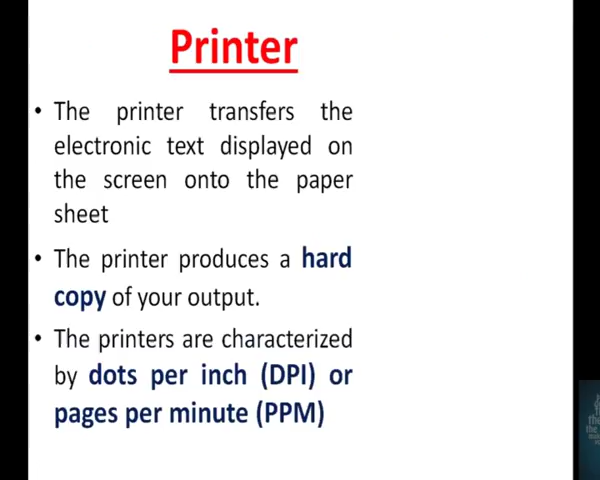 Printer
• The printer transfers the
electronic text displayed on
the screen onto the paper
sheet
• The printer produces a hard
copy of your output.
• The printers are characterized
by dots per inch (DPI) or
pages per minute (PPM)